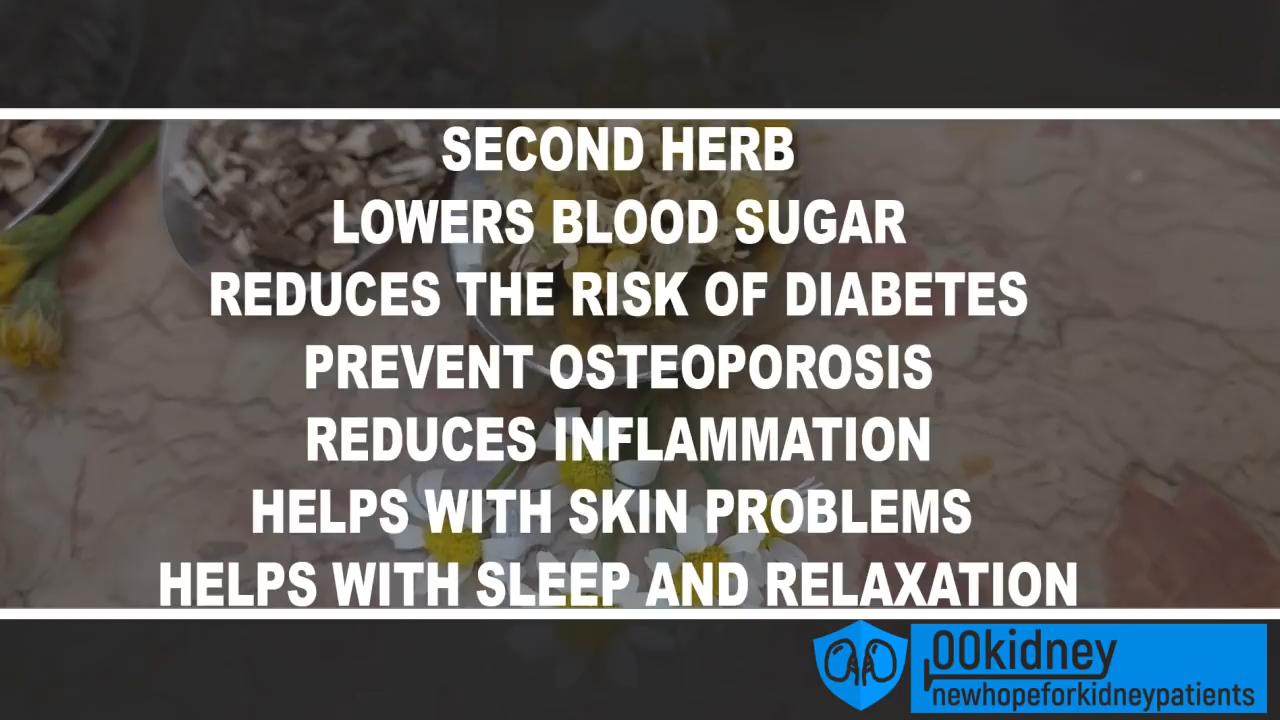 SECOND HERB
LOWERS BLOOD SUGAR
REDUCES THE RISK OF DIABETES
PREVENT OSTEOPOROSIS
REDUCES INFLAMMATION
HELPS WITH SKIN PROBLEMS
HELPS WITH SLEEP AND RELAXATION
00kidney
newhopeforkidneypatients